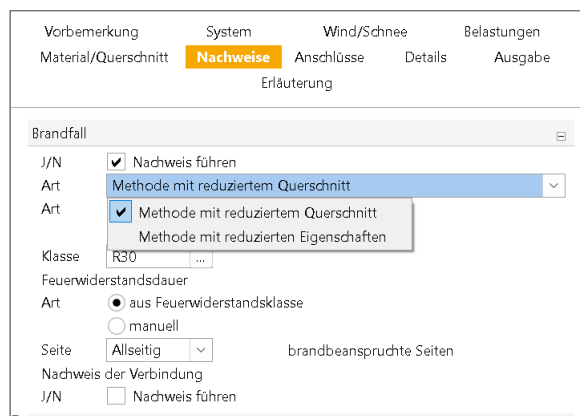 Vorbemerkung System Wind/Schnee Belastungen
Material/Querschnitt Nachweise Anschlüsse Details Ausgabe
Erläuterung
Brandfall
J/N Nachweis führen
Art Methode mit reduziertem Querschnitt
Art Methode mit reduziertem Querschnitt
Methode mit reduzierten Eigenschaften
Klasse R30 ...
Feuerwiderstandsdauer
Art aus Feuerwiderstandsklasse
manuell
Seite Allseitig brandbeanspruchte Seiten
Nachweis der Verbindung
J/N Nachweis führen